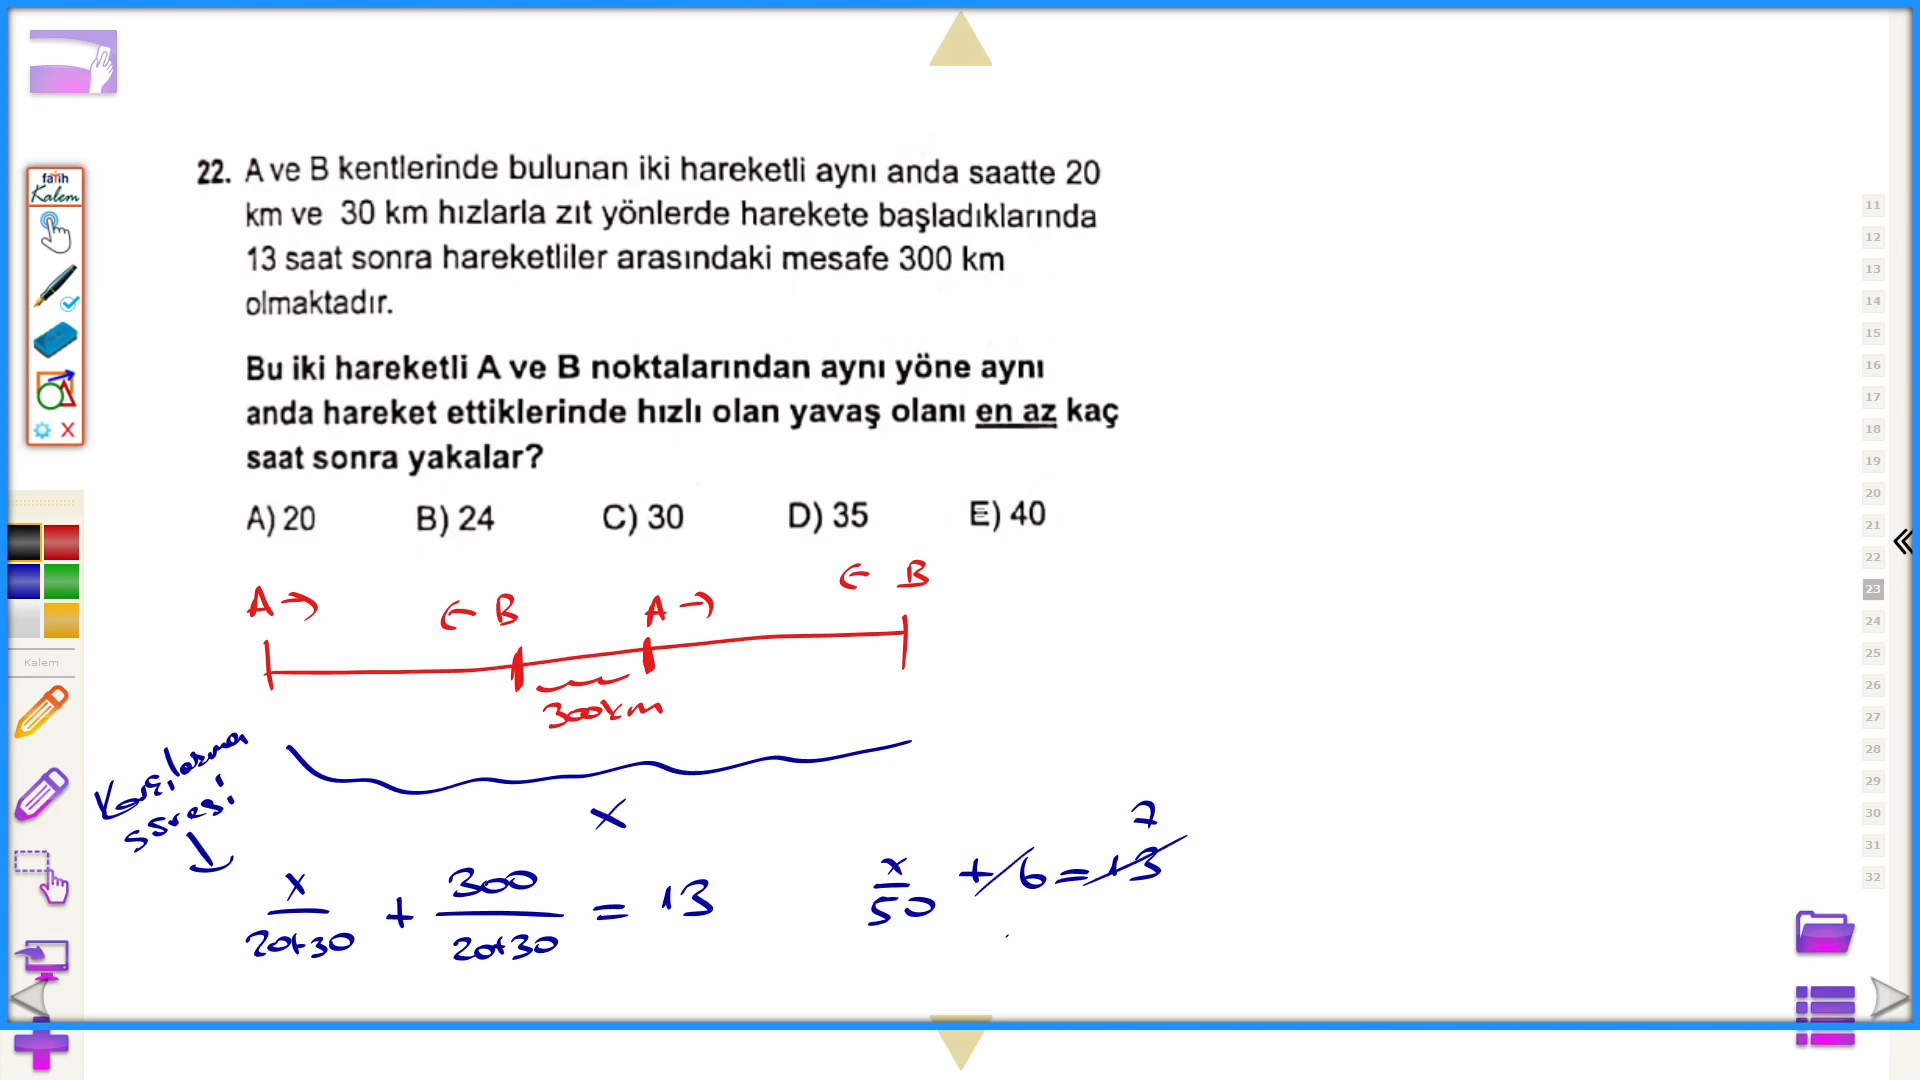 22. A ve B kentlerinde bulunan iki hareketli aynı anda saatte 20
km ve 30 km hızlarla zıt yönlerde harekete başladıklarında
13 saat sonra hareketliler arasındaki mesafe 300 km
olmaktadır.
Bu iki hareketli A ve B noktalarından aynı yöne aynı
anda hareket ettiklerinde hızlı olan yavaş olanı en az kaç
saat sonra yakalar?
A) 20 B) 24 C) 30 D) 35 E) 40
A → ← B A → ← B
300km
x
Karşılaşma
süresi
x/20+30 + 300/20+30 = 13
x/50 + 6 = 13 7
fatih
Kalem
Kalem
11
12
13
14
15
16
17
18
19
20
21
22
23
24
25
26
27
28
29
30
31
32